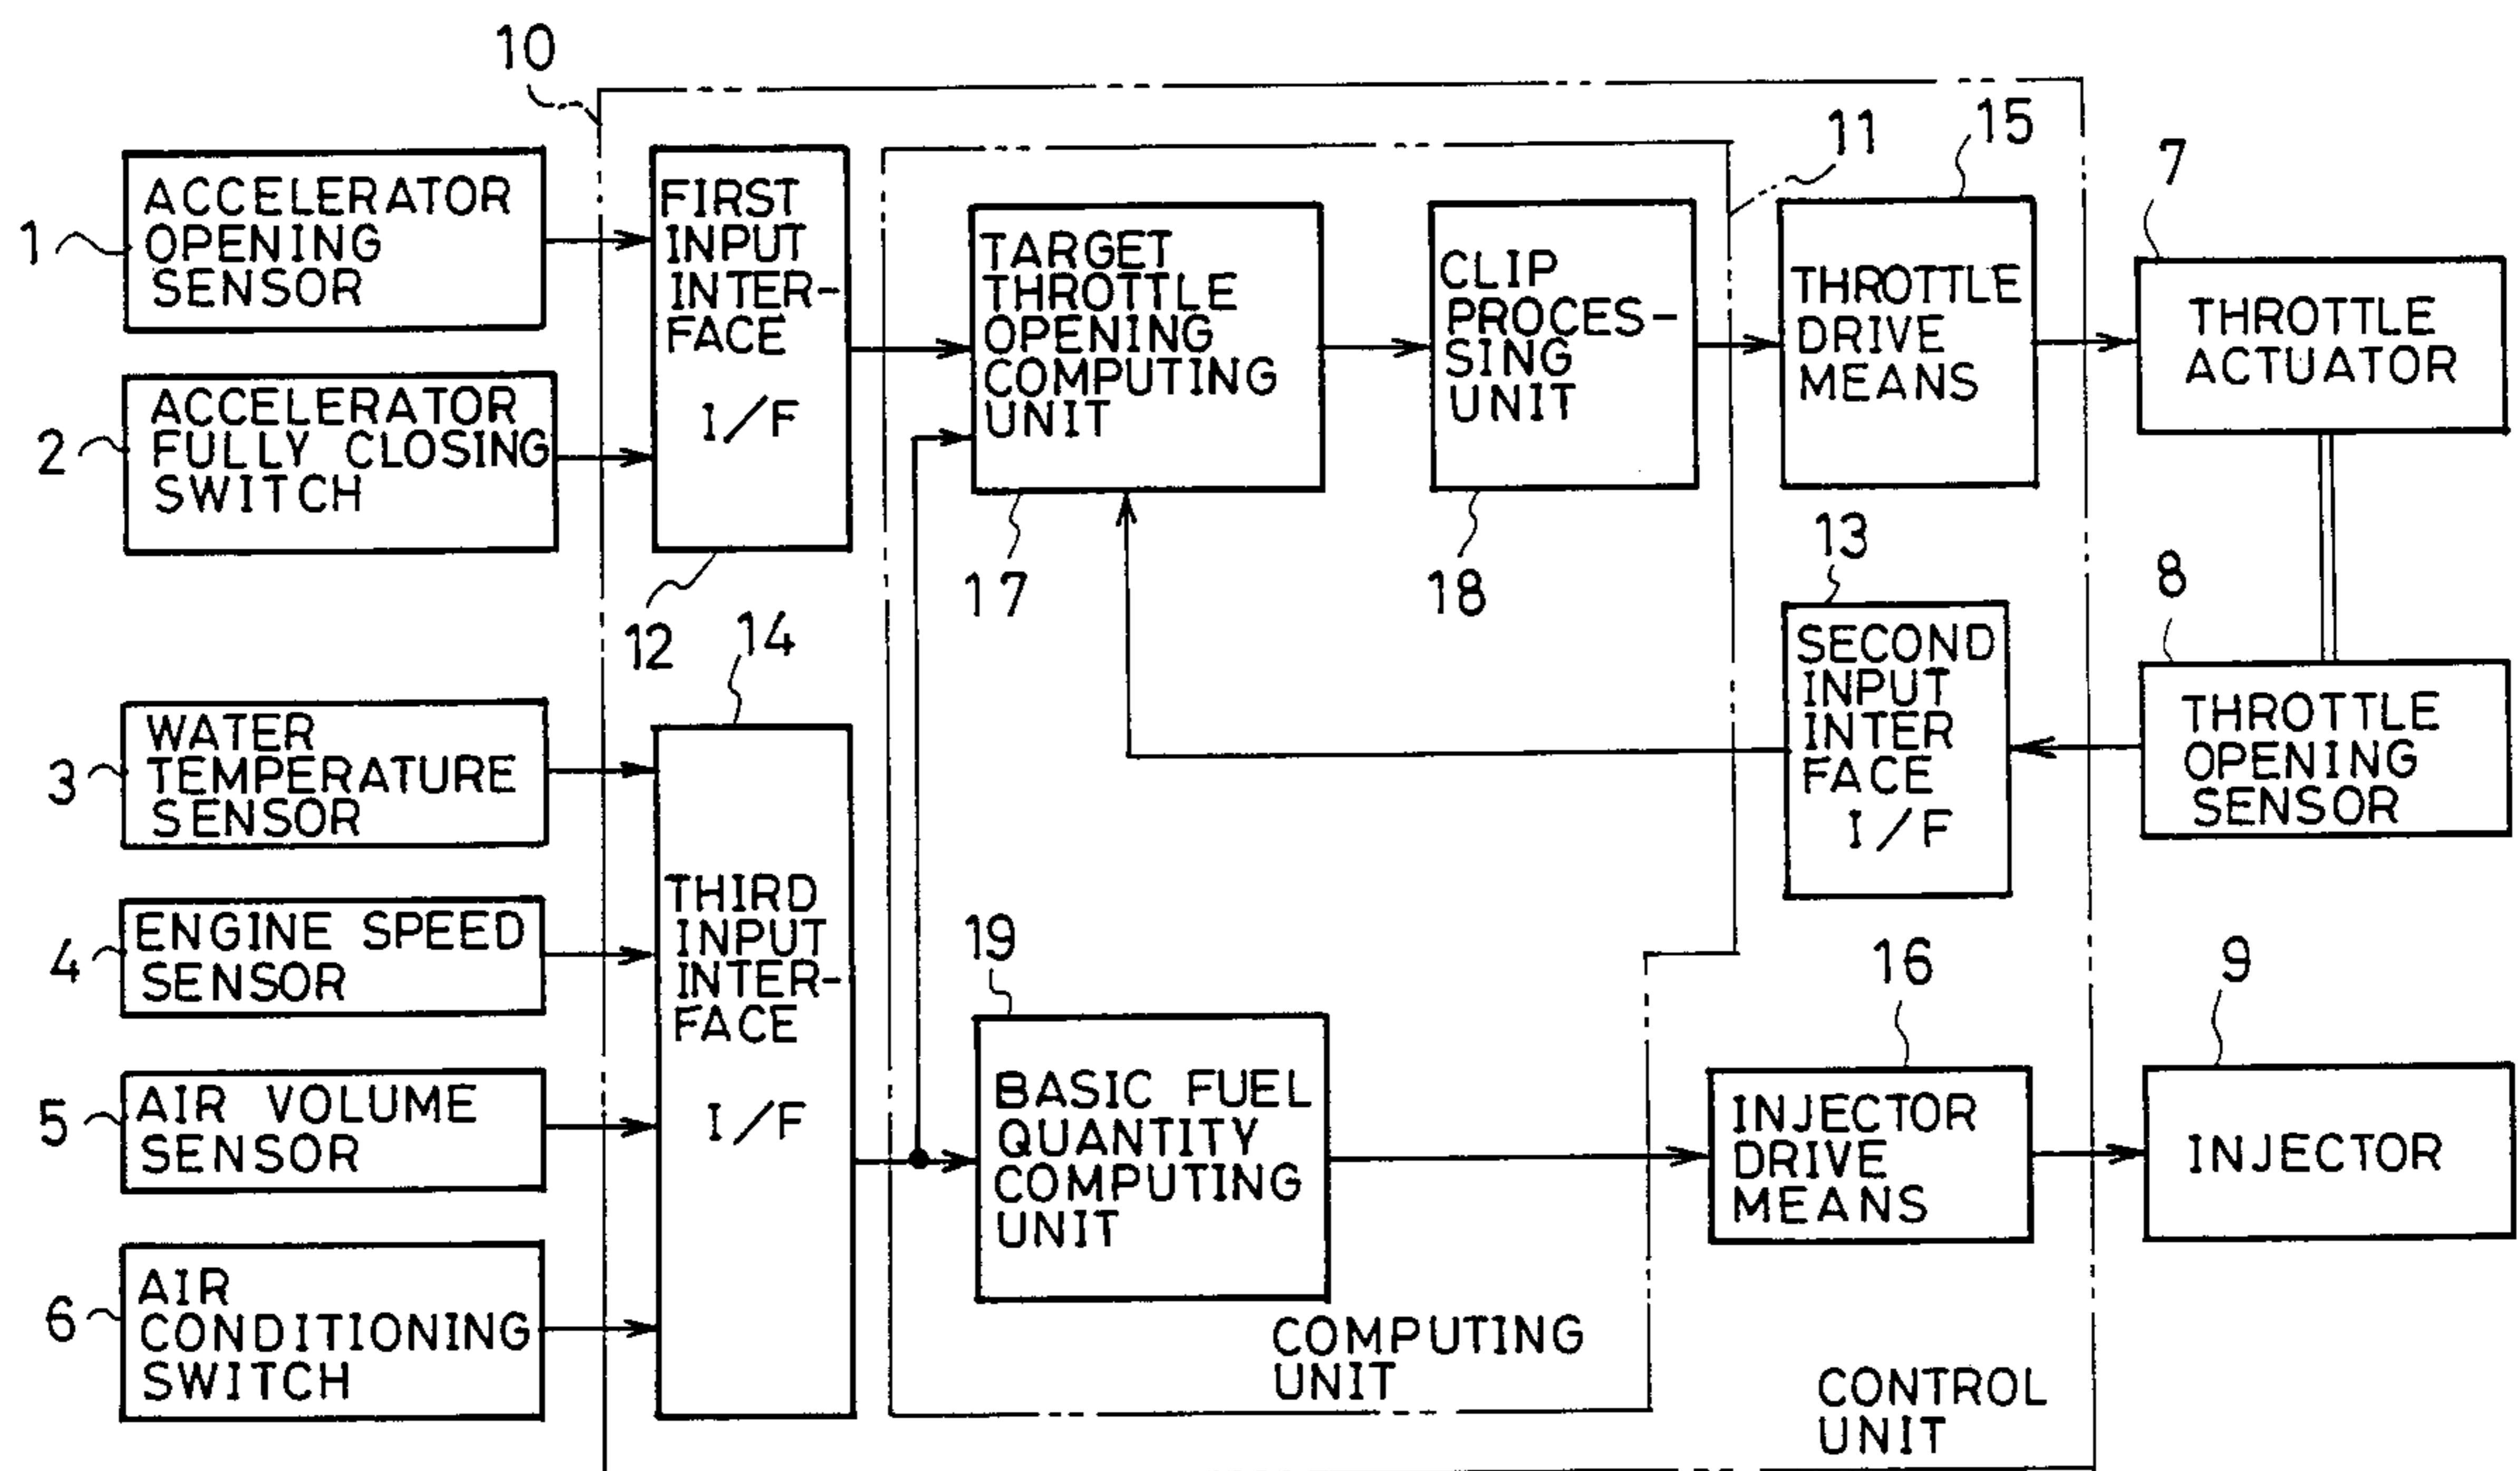 10
1
ACCELERATOR
OPENING
SENSOR
2
ACCELERATOR
FULLY CLOSING
SWITCH
FIRST
INPUT
INTER-
FACE
I/F
12
11
TARGET
THROTTLE
OPENING
COMPUTING
UNIT
17
CLIP
PROCES-
SING
UNIT
18
15
THROTTLE
DRIVE
MEANS
7
THROTTLE
ACTUATOR
13
SECOND
INPUT
INTER
FACE
I/F
8
THROTTLE
OPENING
SENSOR
3
WATER
TEMPERATURE
SENSOR
4
ENGINE SPEED
SENSOR
5
AIR VOLUME
SENSOR
6
AIR
CONDITIONING
SWITCH
14
THIRD
INPUT
INTER-
FACE
I/F
19
BASIC FUEL
QUANTITY
COMPUTING
UNIT
16
INJECTOR
DRIVE
MEANS
9
INJECTOR
COMPUTING
UNIT
CONTROL
UNIT